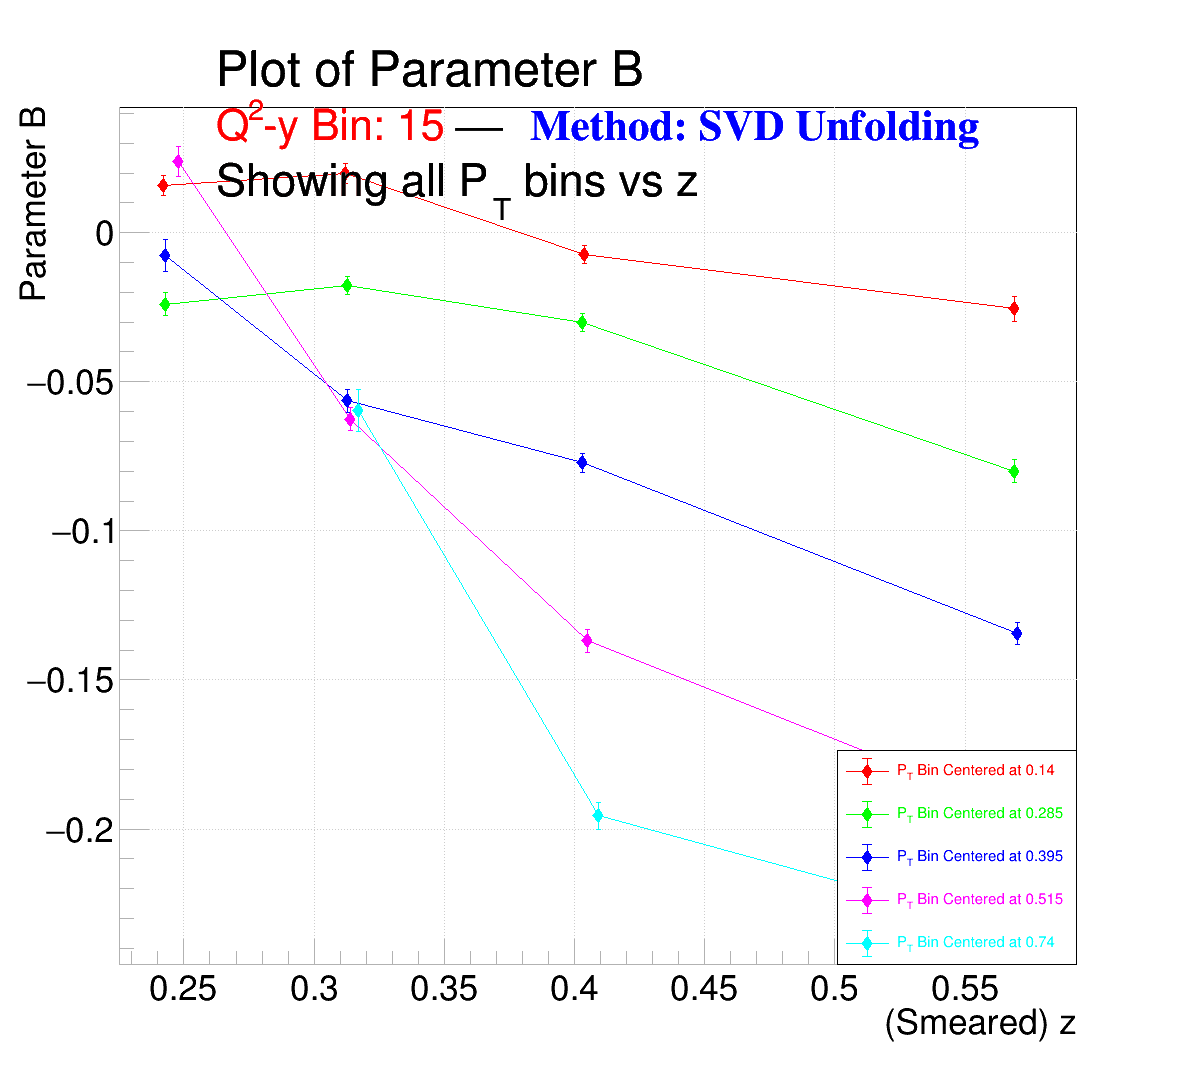 Plot of Parameter B
Q²-y Bin: 15 — Method: SVD Unfolding
Showing all P_T bins vs z
Parameter B
0
−0.05
−0.1
−0.15
−0.2
P_T Bin Centered at 0.14
P_T Bin Centered at 0.285
P_T Bin Centered at 0.395
P_T Bin Centered at 0.515
P_T Bin Centered at 0.74
0.25 0.3 0.35 0.4 0.45 0.5 0.55
(Smeared) z